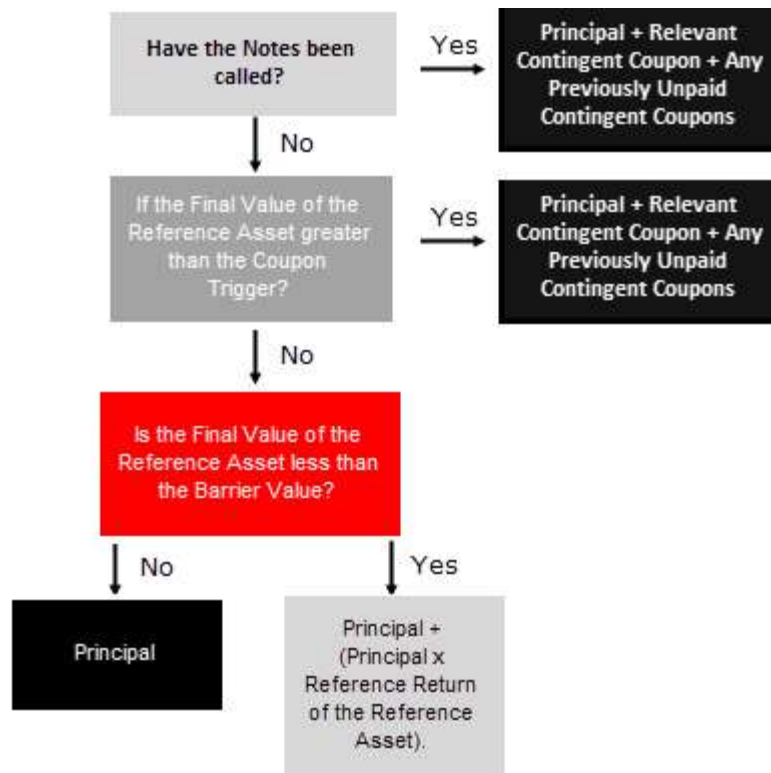 Have the Notes been
called?
Yes
Principal + Relevant
Contingent Coupon + Any
Previously Unpaid
Contingent Coupons
No
If the Final Value of the
Reference Asset greater
than the Coupon
Trigger?
Yes
Principal + Relevant
Contingent Coupon + Any
Previously Unpaid
Contingent Coupons
No
Is the Final Value of the
Reference Asset less than
the Barrier Value?
No
Yes
Principal
Principal +
(Principal x
Reference Return
of the Reference
Asset).